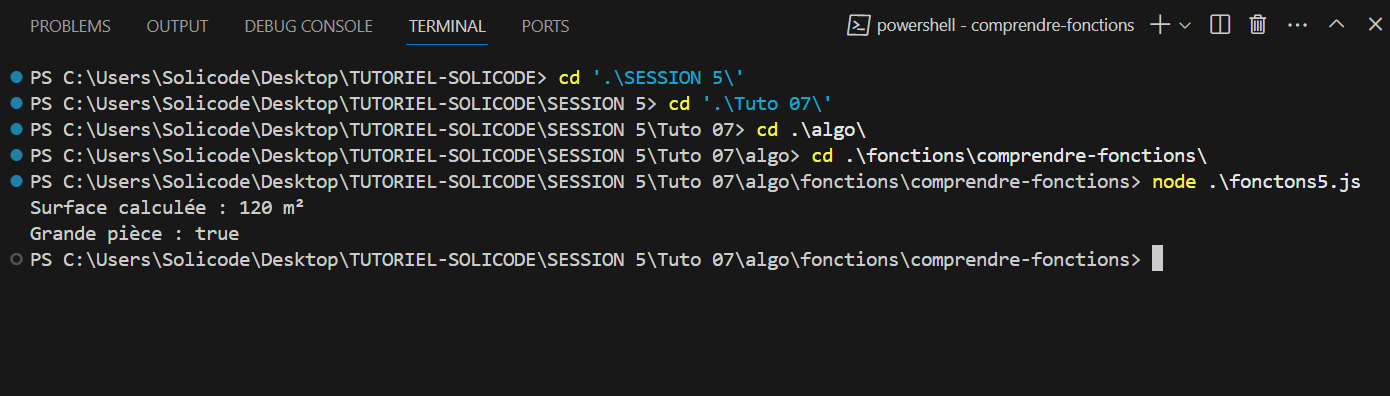 PROBLEMS OUTPUT DEBUG CONSOLE TERMINAL PORTS powershell - comprendre-fonctions
PS C:\Users\Solicode\Desktop\TUTORIEL-SOLICODE> cd '.\SESSION 5\'
PS C:\Users\Solicode\Desktop\TUTORIEL-SOLICODE\SESSION 5> cd '.\Tuto 07\'
PS C:\Users\Solicode\Desktop\TUTORIEL-SOLICODE\SESSION 5\Tuto 07> cd .\algo\
PS C:\Users\Solicode\Desktop\TUTORIEL-SOLICODE\SESSION 5\Tuto 07\algo> cd .\fonctions\comprendre-fonctions\
PS C:\Users\Solicode\Desktop\TUTORIEL-SOLICODE\SESSION 5\Tuto 07\algo\fonctions\comprendre-fonctions> node .\fonctons5.js
Surface calculée : 120 m²
Grande pièce : true
PS C:\Users\Solicode\Desktop\TUTORIEL-SOLICODE\SESSION 5\Tuto 07\algo\fonctions\comprendre-fonctions>